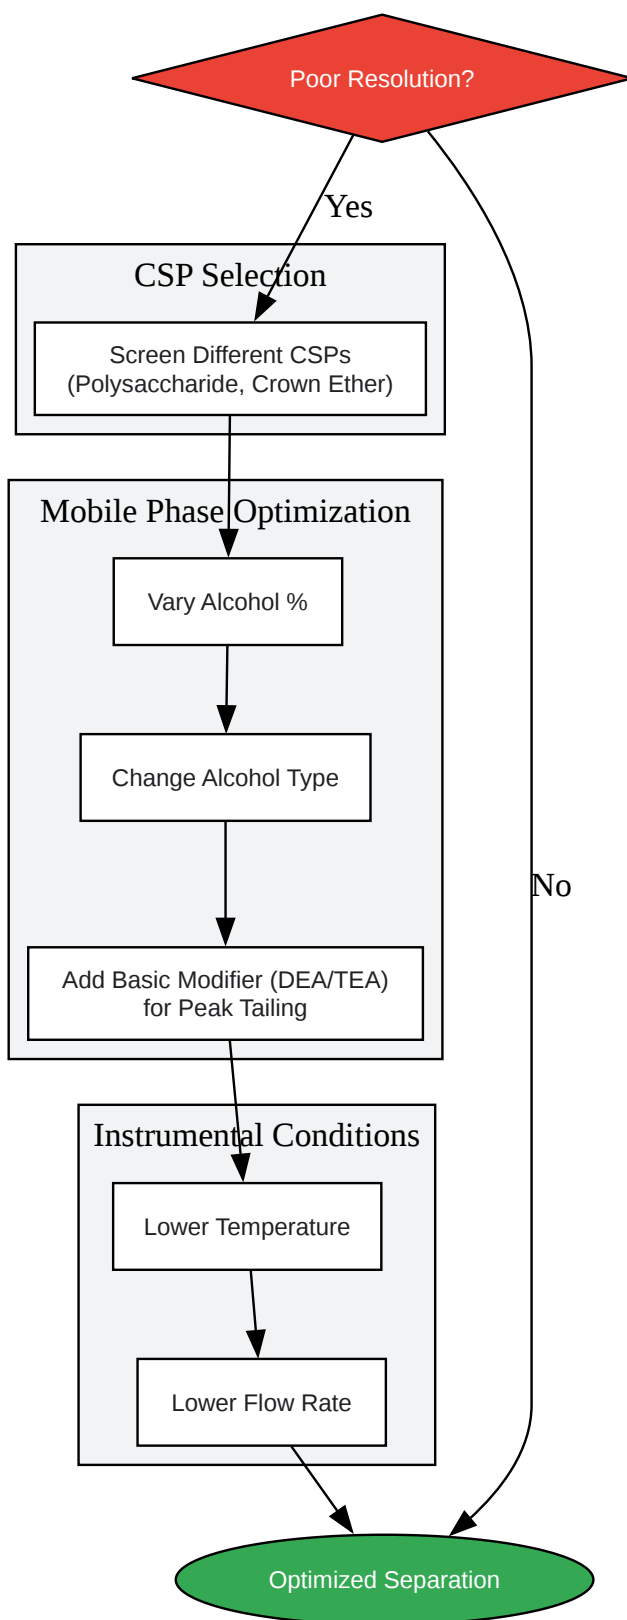 Poor Resolution?
Yes
CSP Selection
Screen Different CSPs
(Polysaccharide, Crown Ether)
Mobile Phase Optimization
Vary Alcohol %
Change Alcohol Type
No
Add Basic Modifier (DEA/TEA)
for Peak Tailing
Instrumental Conditions
Lower Temperature
Lower Flow Rate
Optimized Separation